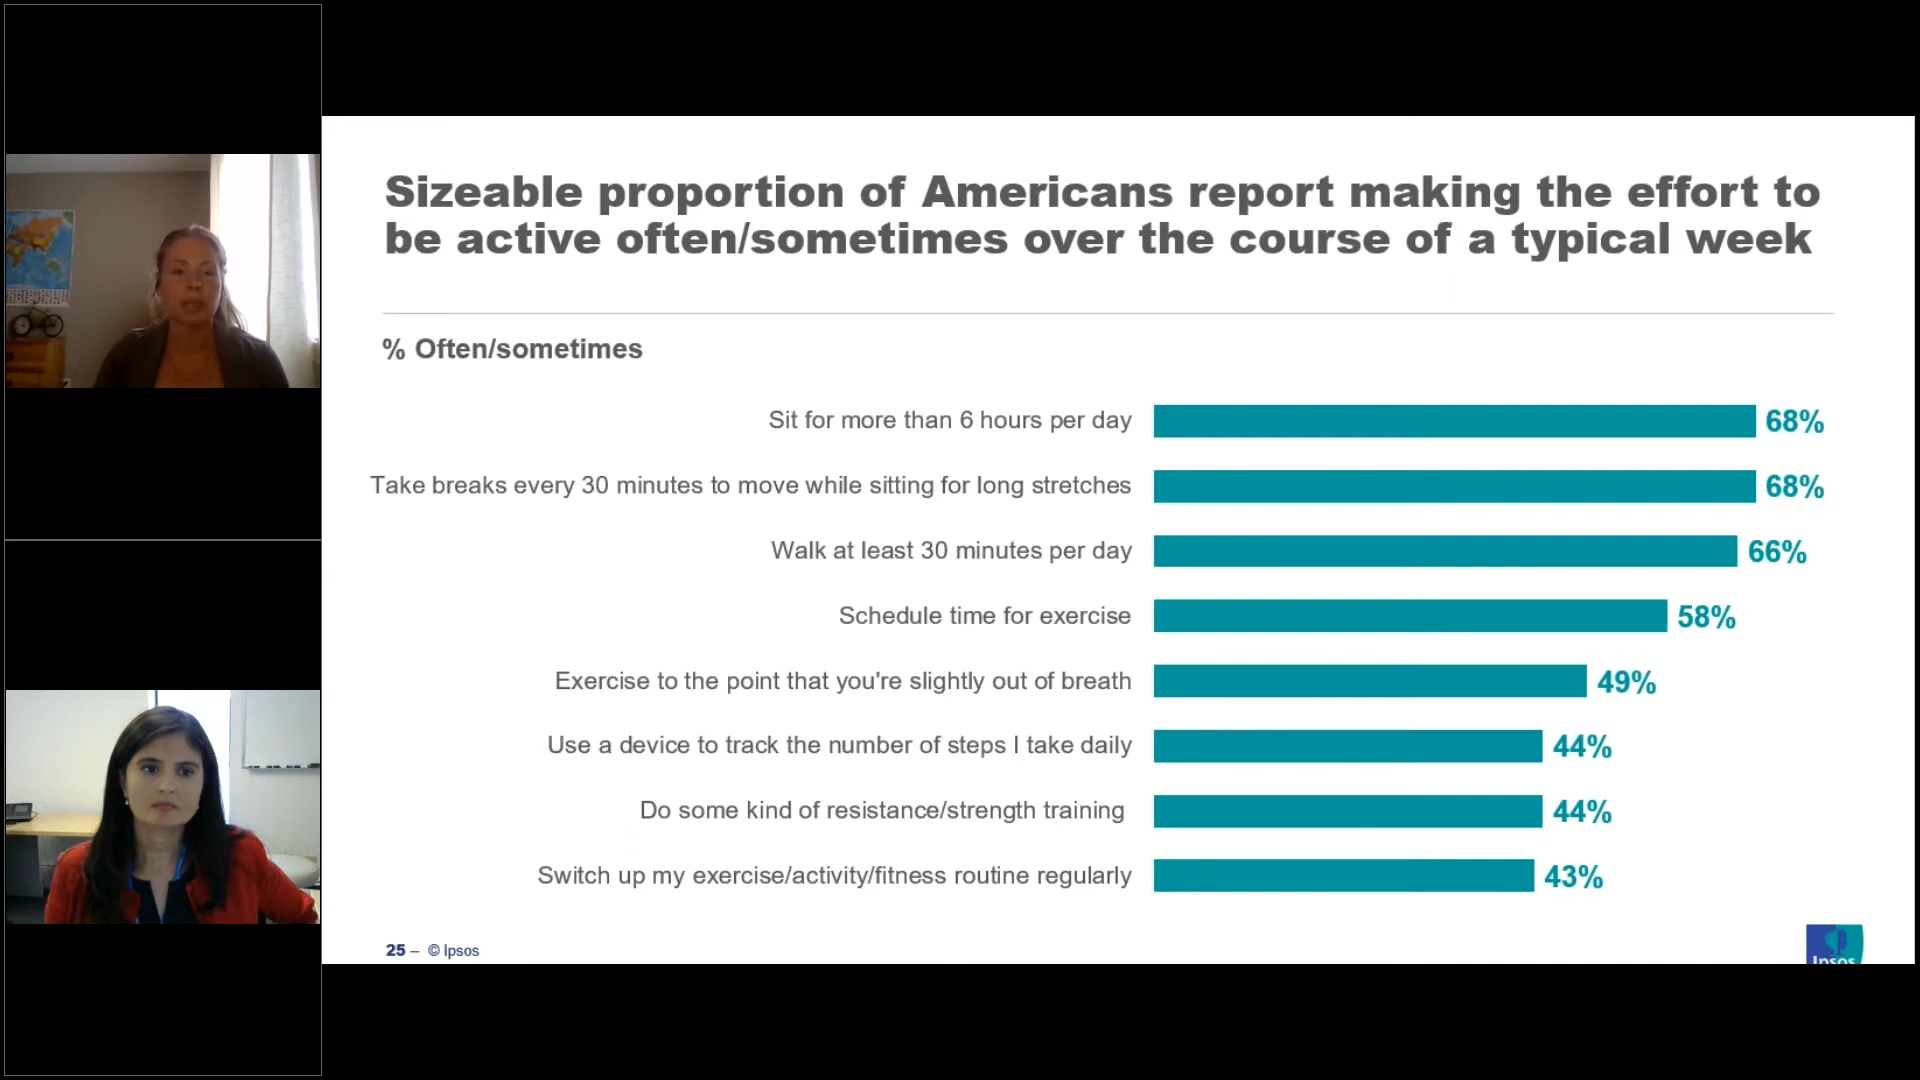 Sizeable proportion of Americans report making the effort to
be active often/sometimes over the course of a typical week
% Often/sometimes
Sit for more than 6 hours per day 68%
Take breaks every 30 minutes to move while sitting for long stretches 68%
Walk at least 30 minutes per day 66%
Schedule time for exercise 58%
Exercise to the point that you're slightly out of breath 49%
Use a device to track the number of steps I take daily 44%
Do some kind of resistance/strength training 44%
Switch up my exercise/activity/fitness routine regularly 43%
25 – © Ipsos
Ipsos